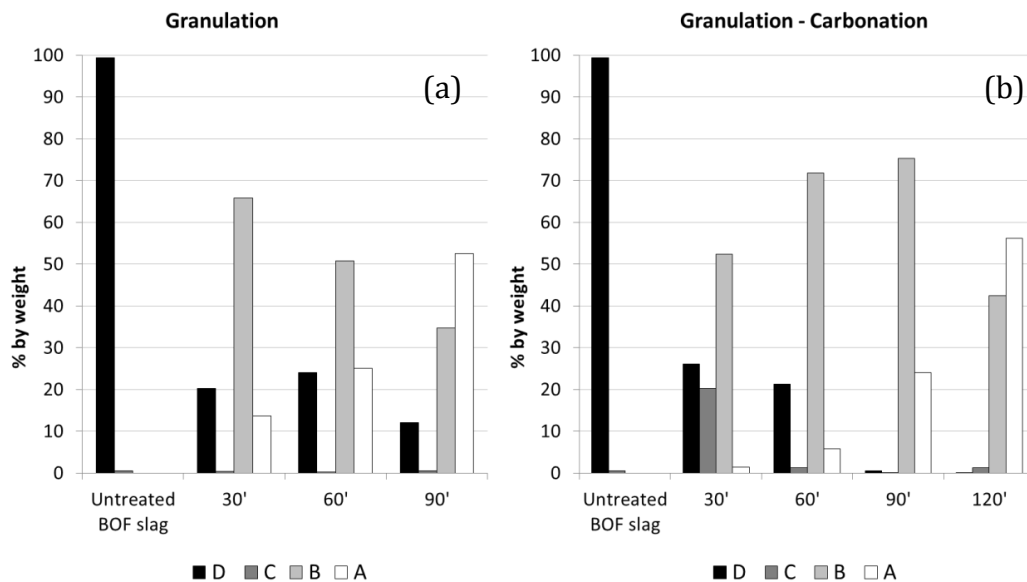 Granulation
(a)
100
90
80
70
60
50
40
30
20
10
0
% by weight
Untreated
BOF slag
30'
60'
90'
D C B A
Granulation - Carbonation
(b)
100
90
80
70
60
50
40
30
20
10
0
% by weight
Untreated
BOF slag
30'
60'
90'
120'
D C B A